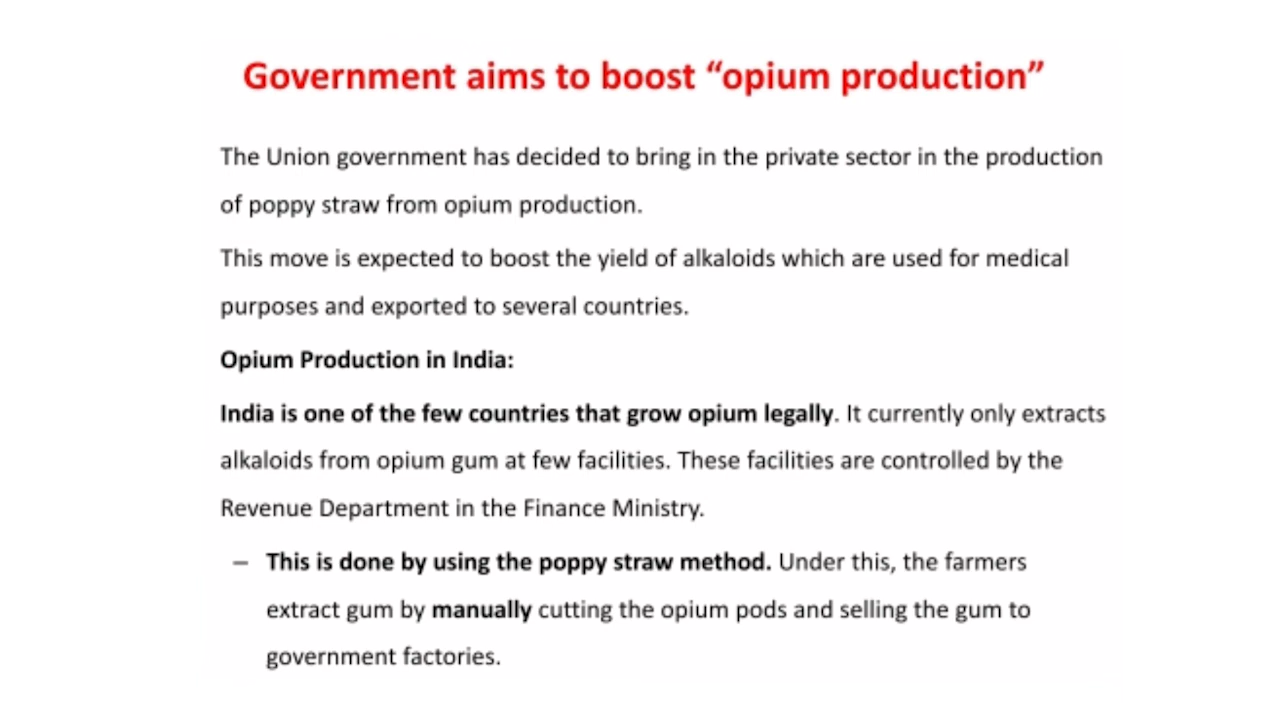 Government aims to boost “opium production”
The Union government has decided to bring in the private sector in the production
of poppy straw from opium production.
This move is expected to boost the yield of alkaloids which are used for medical
purposes and exported to several countries.
Opium Production in India:
India is one of the few countries that grow opium legally. It currently only extracts
alkaloids from opium gum at few facilities. These facilities are controlled by the
Revenue Department in the Finance Ministry.
– This is done by using the poppy straw method. Under this, the farmers
extract gum by manually cutting the opium pods and selling the gum to
government factories.